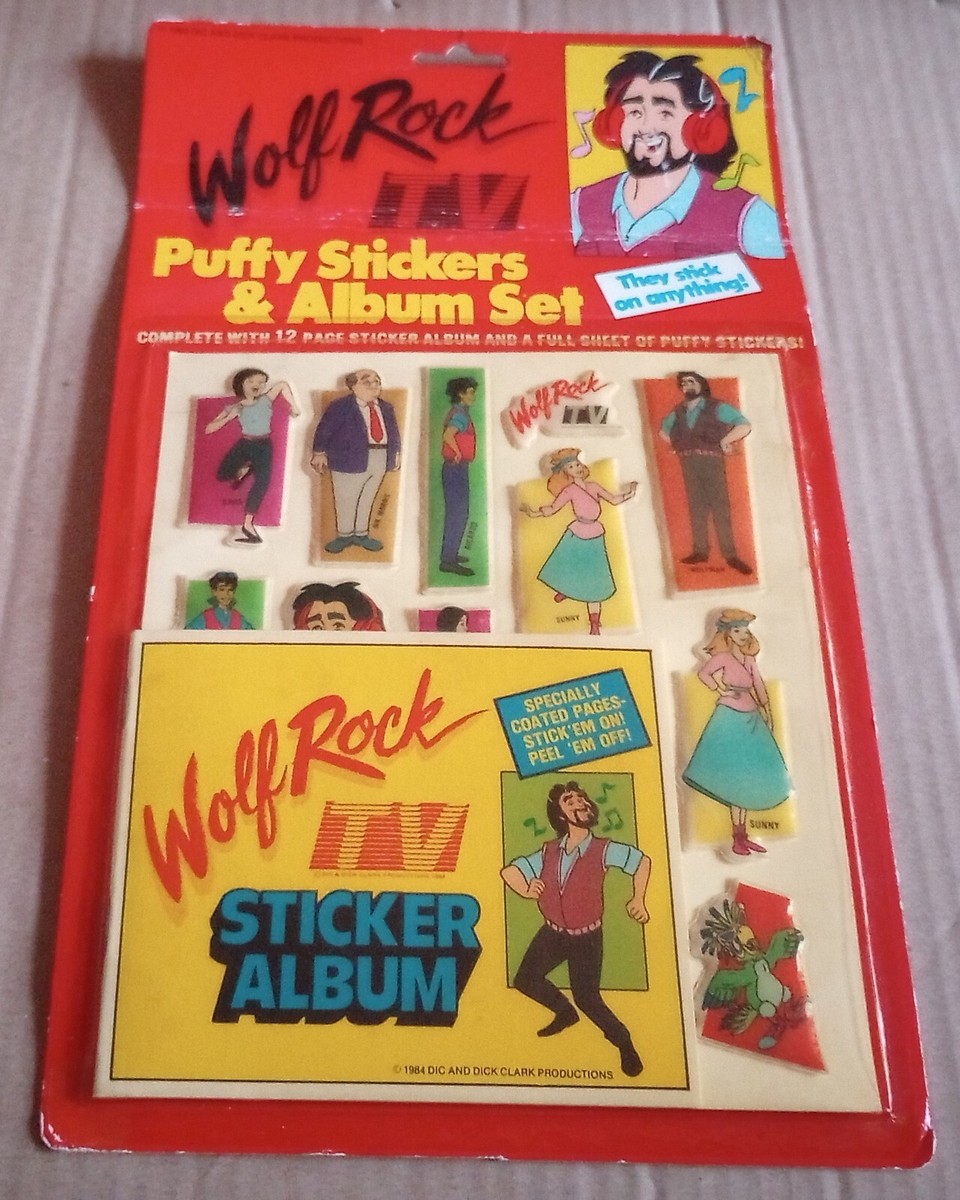 Wolf Rock
TV
Puffy Stickers
& Album Set
They stick
on anything!
COMPLETE WITH 12 PAGE STICKER ALBUM AND A FULL SHEET OF PUFFY STICKERS!
Wolf Rock
TV
RICARDO
SUNNY
WOLFMAN
SUNNY
Wolf Rock
TV
SPECIALLY
COATED PAGES-
STICK 'EM ON!
PEEL 'EM OFF!
STICKER
ALBUM
© 1984 DIC AND DICK CLARK PRODUCTIONS